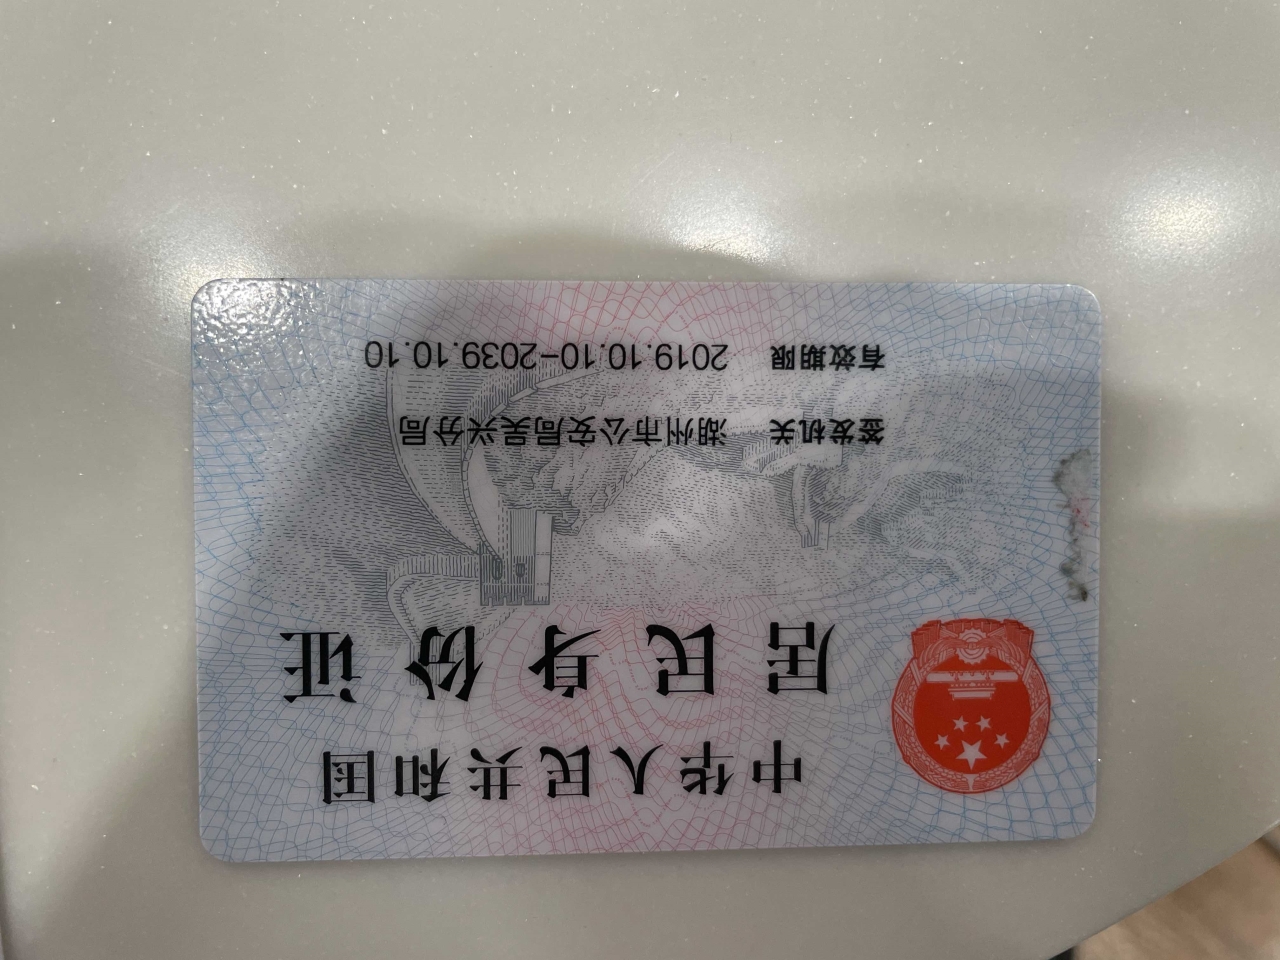 中华人民共和国
居民身份证
签发机关 湖州市公安局吴兴分局
有效期限 2019.10.10-2039.10.10